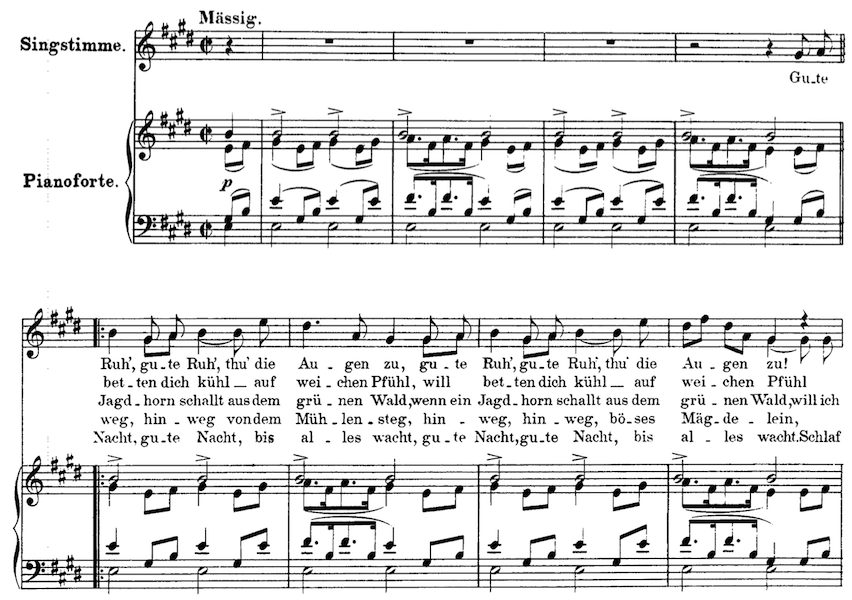 Mässig.
Singstimme.
Gu_te
Pianoforte.
p
Ruh', gu_te Ruh', thu' die Au_gen zu, gu_te Ruh', gu_te Ruh', thu' die Au_gen zu!
bet_ten dich kühl_ auf wei_chen Pfühl, will bet_ten dich kühl_ auf wei_chen Pfühl
Jagd_horn schallt aus dem grü_nen Wald, wenn ein Jagd_horn schallt aus dem grü_nen Wald, will ich
weg, hin_weg von dem Müh_len_steg, hin_weg, hin_weg, bö_ses Mäg_de_lein,
Nacht, gu_te Nacht, bis al_les wacht, gu_te Nacht, gu_te Nacht, bis al_les wacht. Schlaf